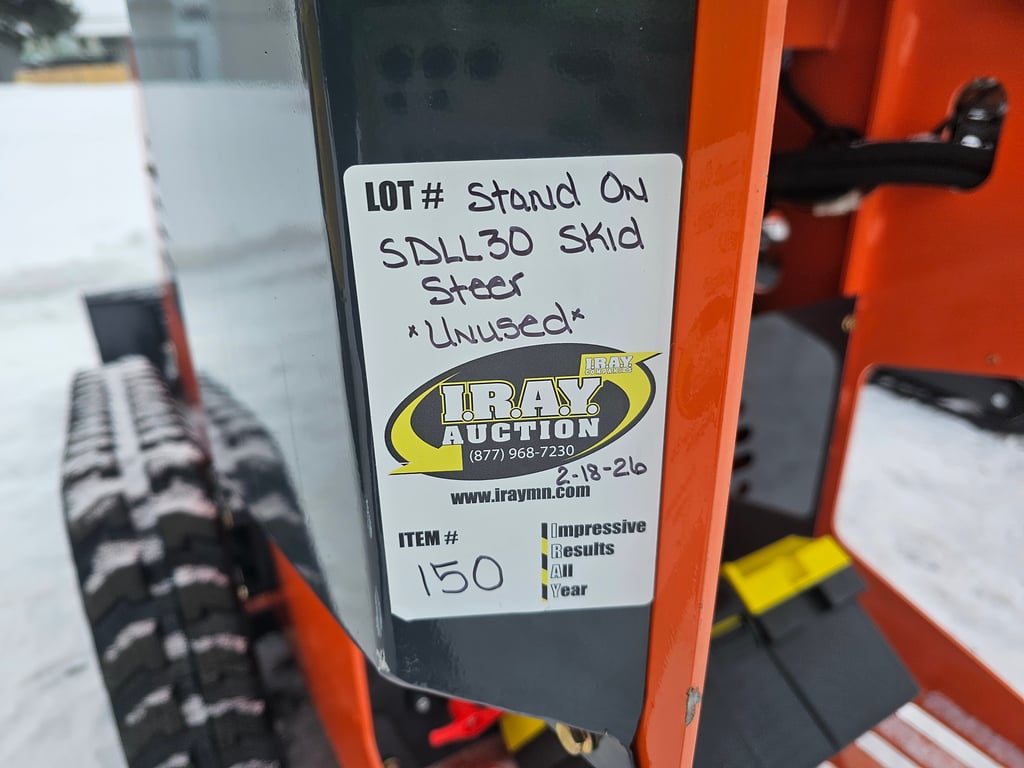 LOT # Stand On
SDLL30 Skid
Steer
*Unused*
I.R.A.Y.
COMPANIES
I.R.A.Y.
AUCTION
(877) 968-7230
2-18-26
www.iraymn.com
ITEM #
150
Impressive
Results
All
Year